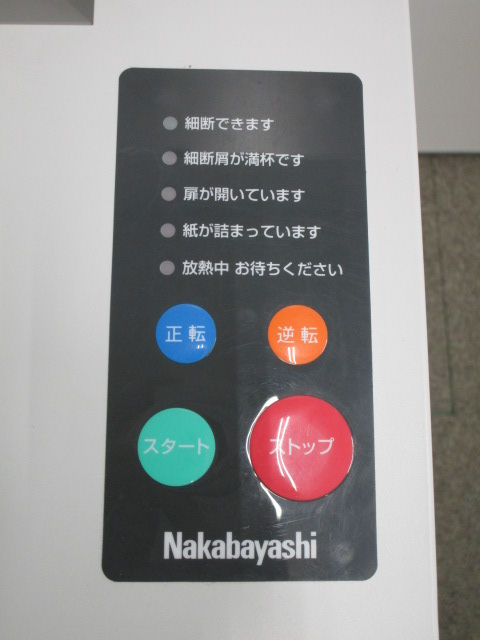 細断できます
細断屑が満杯です
扉が開いています
紙が詰まっています
放熱中 お待ちください
正転
逆転
スタート
ストップ
Nakabayashi